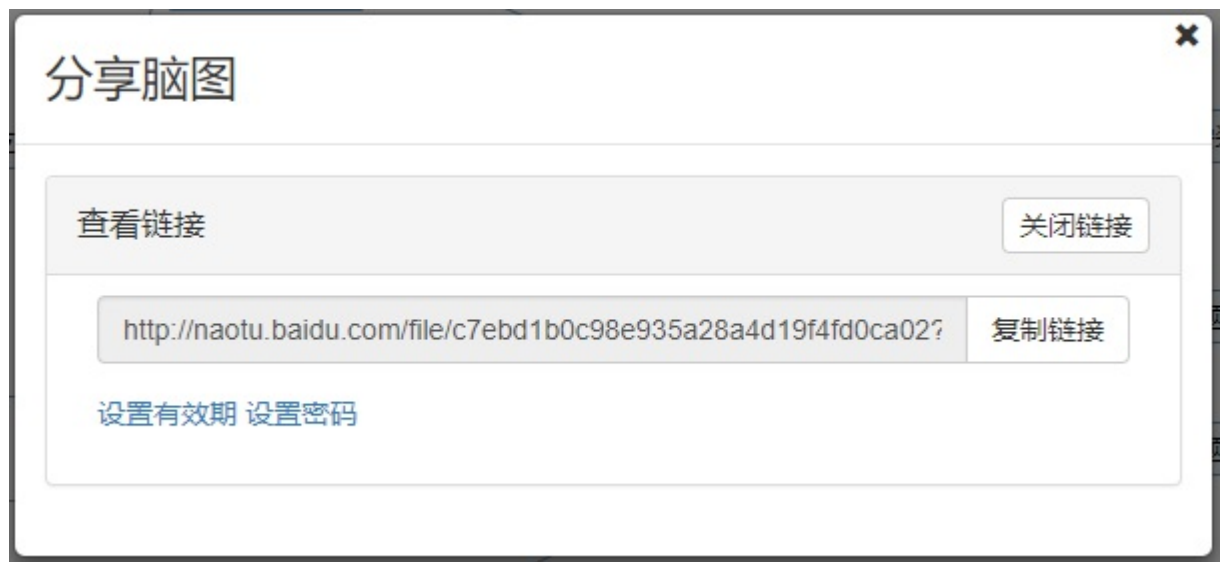 分享脑图
查看链接
关闭链接
http://naotu.baidu.com/file/c7ebd1b0c98e935a28a4d19f4fd0ca02?
复制链接
设置有效期 设置密码